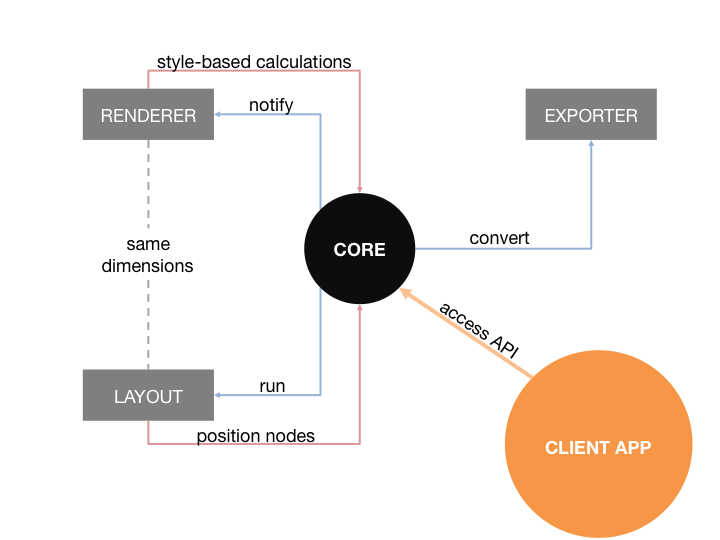 style-based calculations
RENDERER
notify
EXPORTER
same
dimensions
CORE
convert
access API
LAYOUT
run
position nodes
CLIENT APP